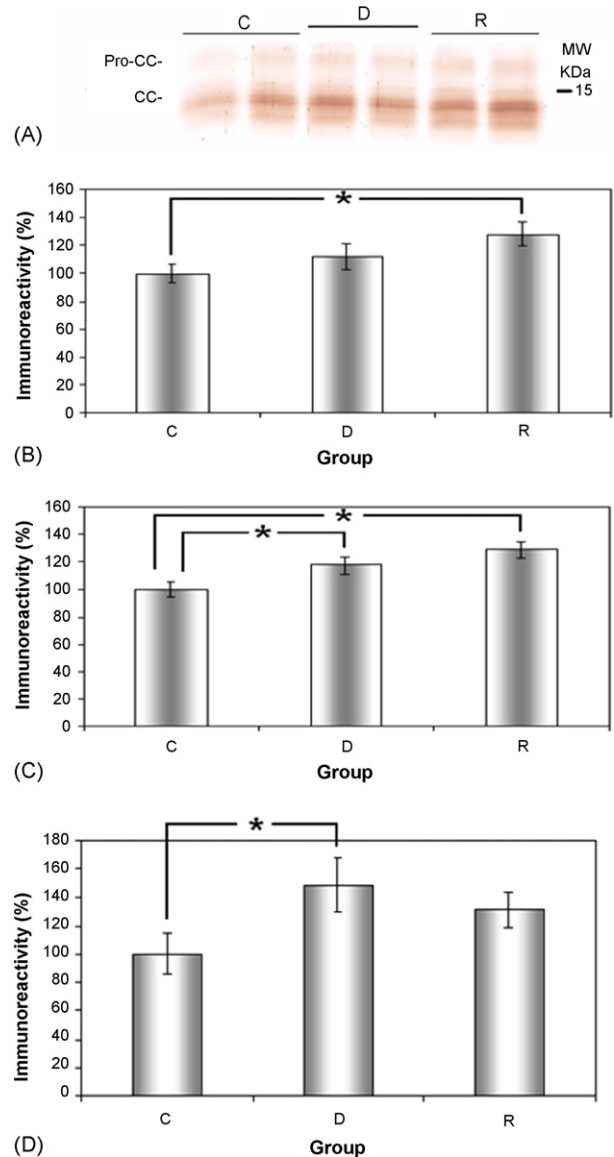 C D R
Pro-CC-
CC-
MW
KDa
15
(A)
Immunoreactivity (%)
160
140
120
100
80
60
40
20
0
*
C D R
Group
(B)
Immunoreactivity (%)
160
140
120
100
80
60
40
20
0
*
*
C D R
Group
(C)
Immunoreactivity (%)
180
160
140
120
100
80
60
40
20
0
*
C D R
Group
(D)